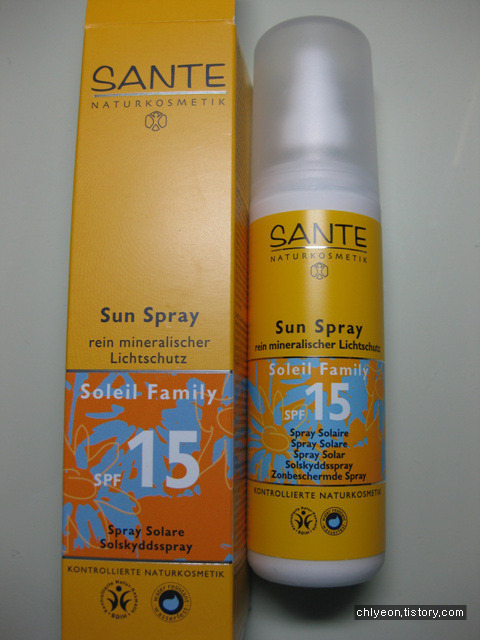 SANTE
NATURKOSMETIK
Sun Spray
rein mineralischer
Lichtschutz
Soleil Family
SPF 15
Spray Solare
Solskyddsspray
KONTROLLIERTE NATURKOSMETIK
BDIH
SANTE
NATURKOSMETIK
Sun Spray
rein mineralischer Lichtschutz
Soleil Family
SPF 15
Spray Solaire
Spray Solare
Spray Solar
Solskyddsspray
Zonbeschermde Spray
KONTROLLIERTE NATURKOSMETIK
BDIH
chlyeon.tistory.com